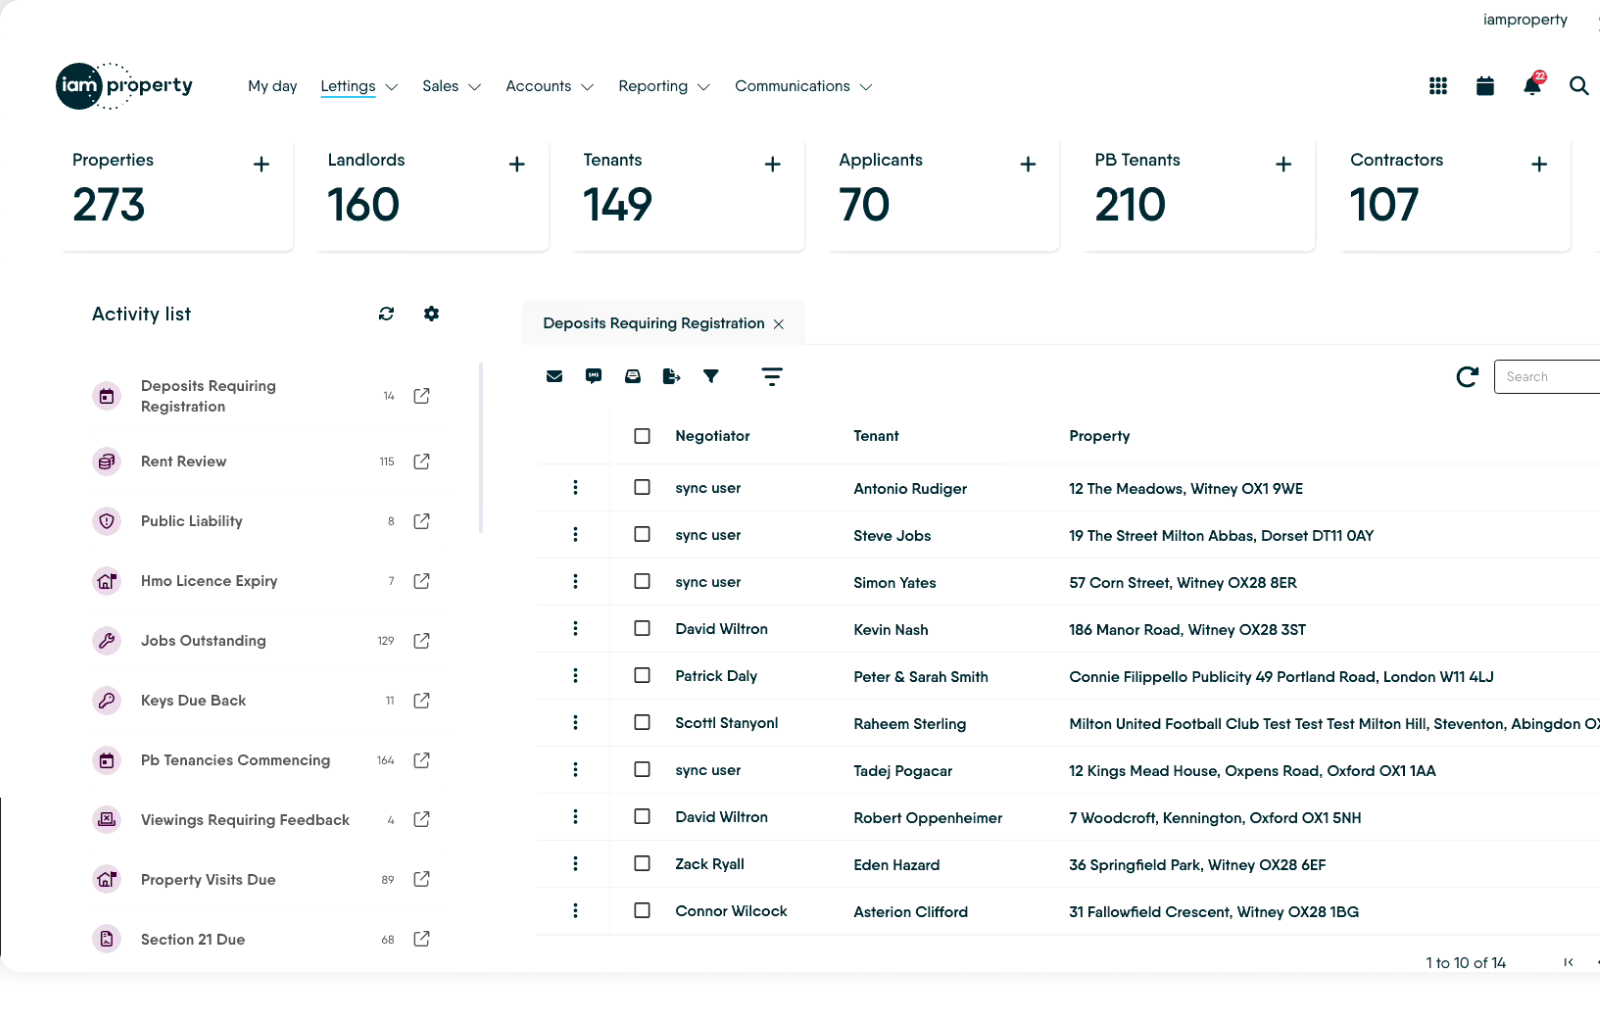 iamproperty
iam property
My day Lettings Sales Accounts Reporting Communications
22
Properties
273
Landlords
160
Tenants
149
Applicants
70
PB Tenants
210
Contractors
107
Activity list
Deposits Requiring
Registration
14
Rent Review 115
Public Liability 8
Hmo Licence Expiry 7
Jobs Outstanding 129
Keys Due Back 11
Pb Tenancies Commencing 164
Viewings Requiring Feedback 4
Property Visits Due 89
Section 21 Due 68
Deposits Requiring Registration
SMS
Search
Negotiator Tenant Property
sync user Antonio Rudiger 12 The Meadows, Witney OX1 9WE
sync user Steve Jobs 19 The Street Milton Abbas, Dorset DT11 0AY
sync user Simon Yates 57 Corn Street, Witney OX28 8ER
David Wiltron Kevin Nash 186 Manor Road, Witney OX28 3ST
Patrick Daly Peter & Sarah Smith Connie Filippello Publicity 49 Portland Road, London W11 4LJ
Scottl Stanyonl Raheem Sterling Milton United Football Club Test Test Test Milton Hill, Steventon, Abingdon OX
sync user Tadej Pogacar 12 Kings Mead House, Oxpens Road, Oxford OX1 1AA
David Wiltron Robert Oppenheimer 7 Woodcroft, Kennington, Oxford OX1 5NH
Zack Ryall Eden Hazard 36 Springfield Park, Witney OX28 6EF
Connor Wilcock Asterion Clifford 31 Fallowfield Crescent, Witney OX28 1BG
1 to 10 of 14